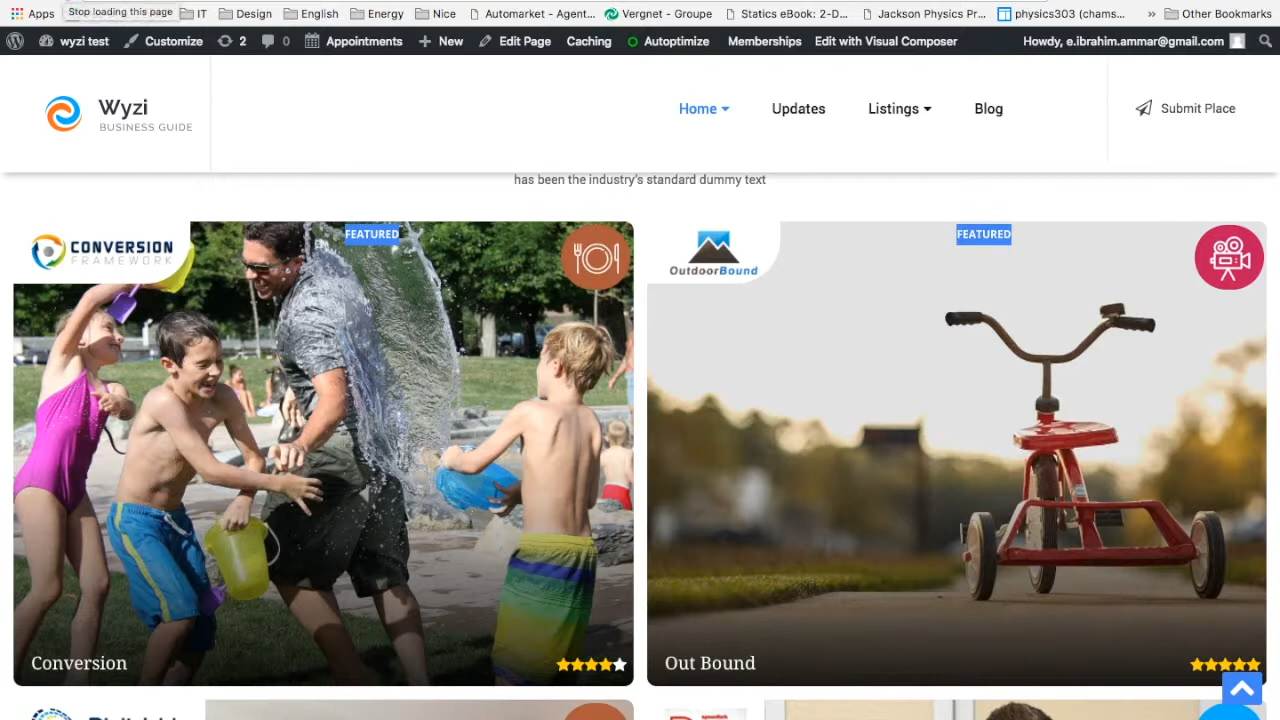 Stop loading this page
Apps IT Design English Energy Nice Automarket - Agent... Vergnet - Groupe Statics eBook: 2-D... Jackson Physics Pr... physics303 (chams... » Other Bookmarks
wyzi test Customize 2 0 Appointments New Edit Page Caching Autoptimize Memberships Edit with Visual Composer Howdy, e.ibrahim.ammar@gmail.com
Wyzi
BUSINESS GUIDE
Home Updates Listings Blog Submit Place
has been the industry's standard dummy text
FEATURED FEATURED
CONVERSION
FRAMEWORK
OutdoorBound
Conversion
Out Bound